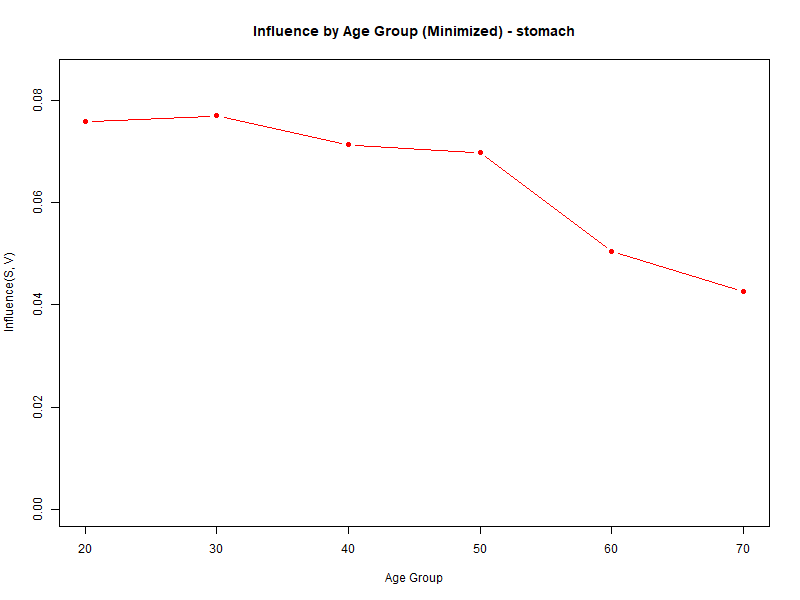 Influence by Age Group (Minimized) - stomach
Influence(S, V)
0.08
0.06
0.04
0.02
0.00
20 30 40 50 60 70
Age Group